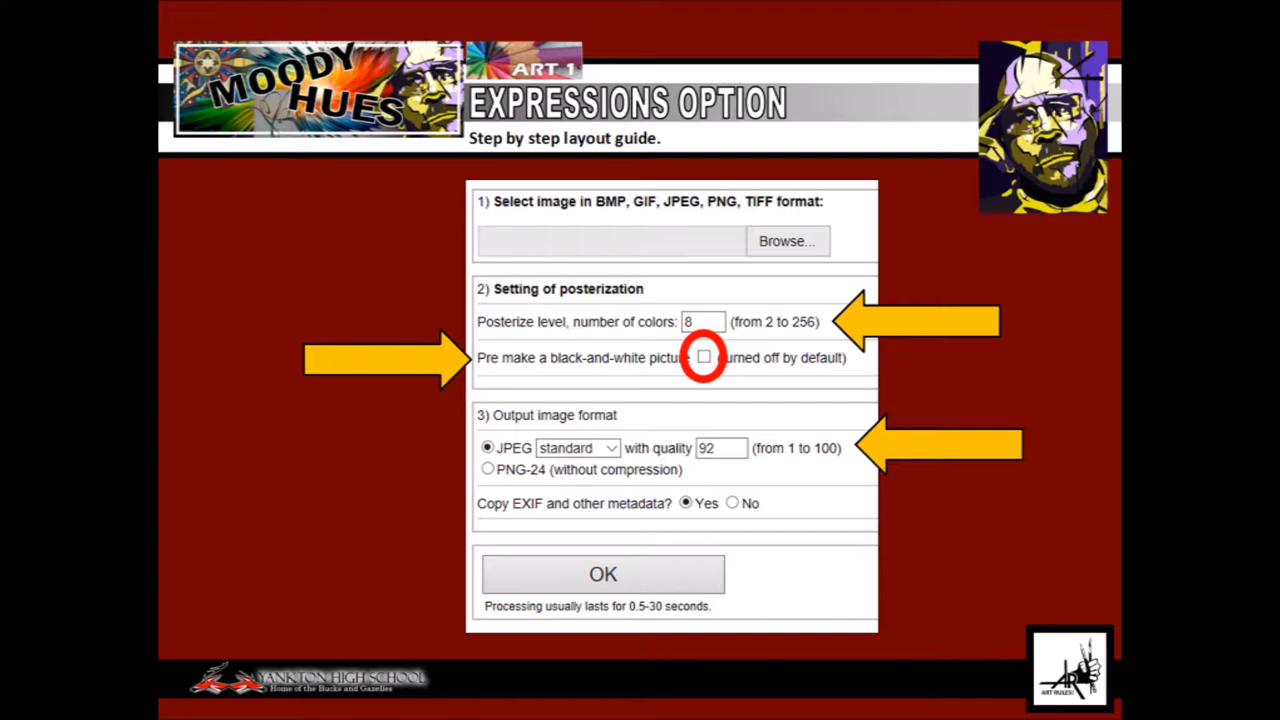 MOODY
HUES
ART 1
EXPRESSIONS OPTION
Step by step layout guide.
1) Select image in BMP, GIF, JPEG, PNG, TIFF format:
Browse...
2) Setting of posterization
Posterize level, number of colors: 8 (from 2 to 256)
Pre make a black-and-white picture (turned off by default)
3) Output image format
JPEG standard with quality 92 (from 1 to 100)
PNG-24 (without compression)
Copy EXIF and other metadata? Yes No
OK
Processing usually lasts for 0.5-30 seconds.
YANKTON HIGH SCHOOL
Home of the Bucks and Gazelles
ART RULES!